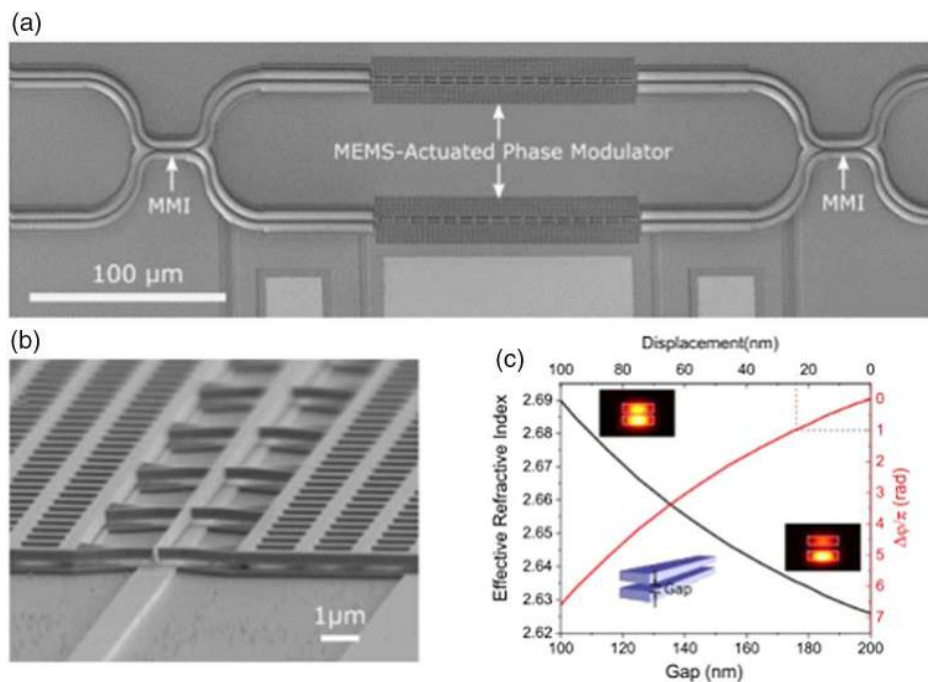 (a)
MEMS-Actuated Phase Modulator
MMI
MMI
100 µm
(b)
1µm
(c)
Displacement(nm)
100 80 60 40 20 0
Effective Refractive Index
2.69
2.68
2.67
2.66
2.65
2.64
2.63
2.62
Gap
0
1
2
3
4
5
6
7
Δφ/π (rad)
100 120 140 160 180 200
Gap (nm)